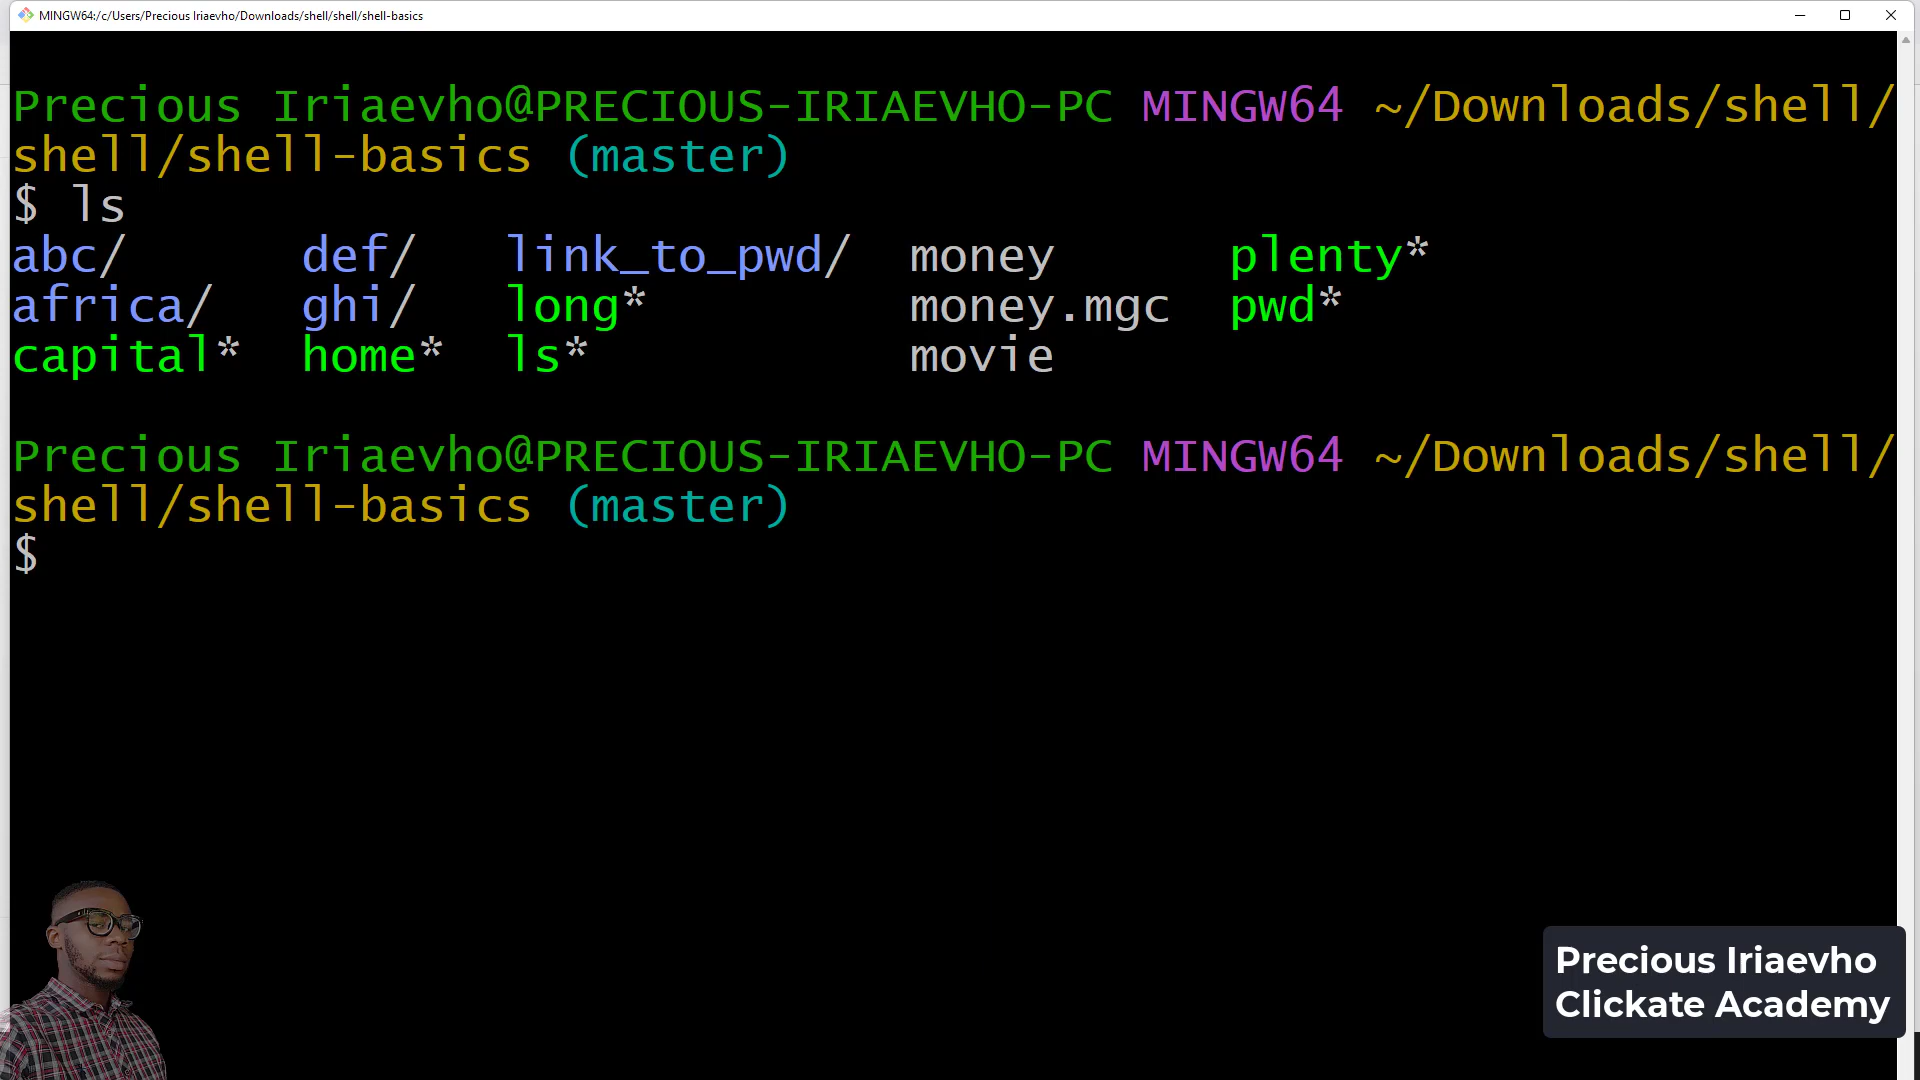 MINGW64:/c/Users/Precious Iriaevho/Downloads/shell/shell/shell-basics
Precious Iriaevho@PRECIOUS-IRIAEVHO-PC MINGW64 ~/Downloads/shell/
shell/shell-basics (master)
$ ls
abc/ def/ link_to_pwd/ money plenty*
africa/ ghi/ long* money.mgc pwd*
capital* home* ls* movie
Precious Iriaevho@PRECIOUS-IRIAEVHO-PC MINGW64 ~/Downloads/shell/
shell/shell-basics (master)
$
Precious Iriaevho
Clickate Academy